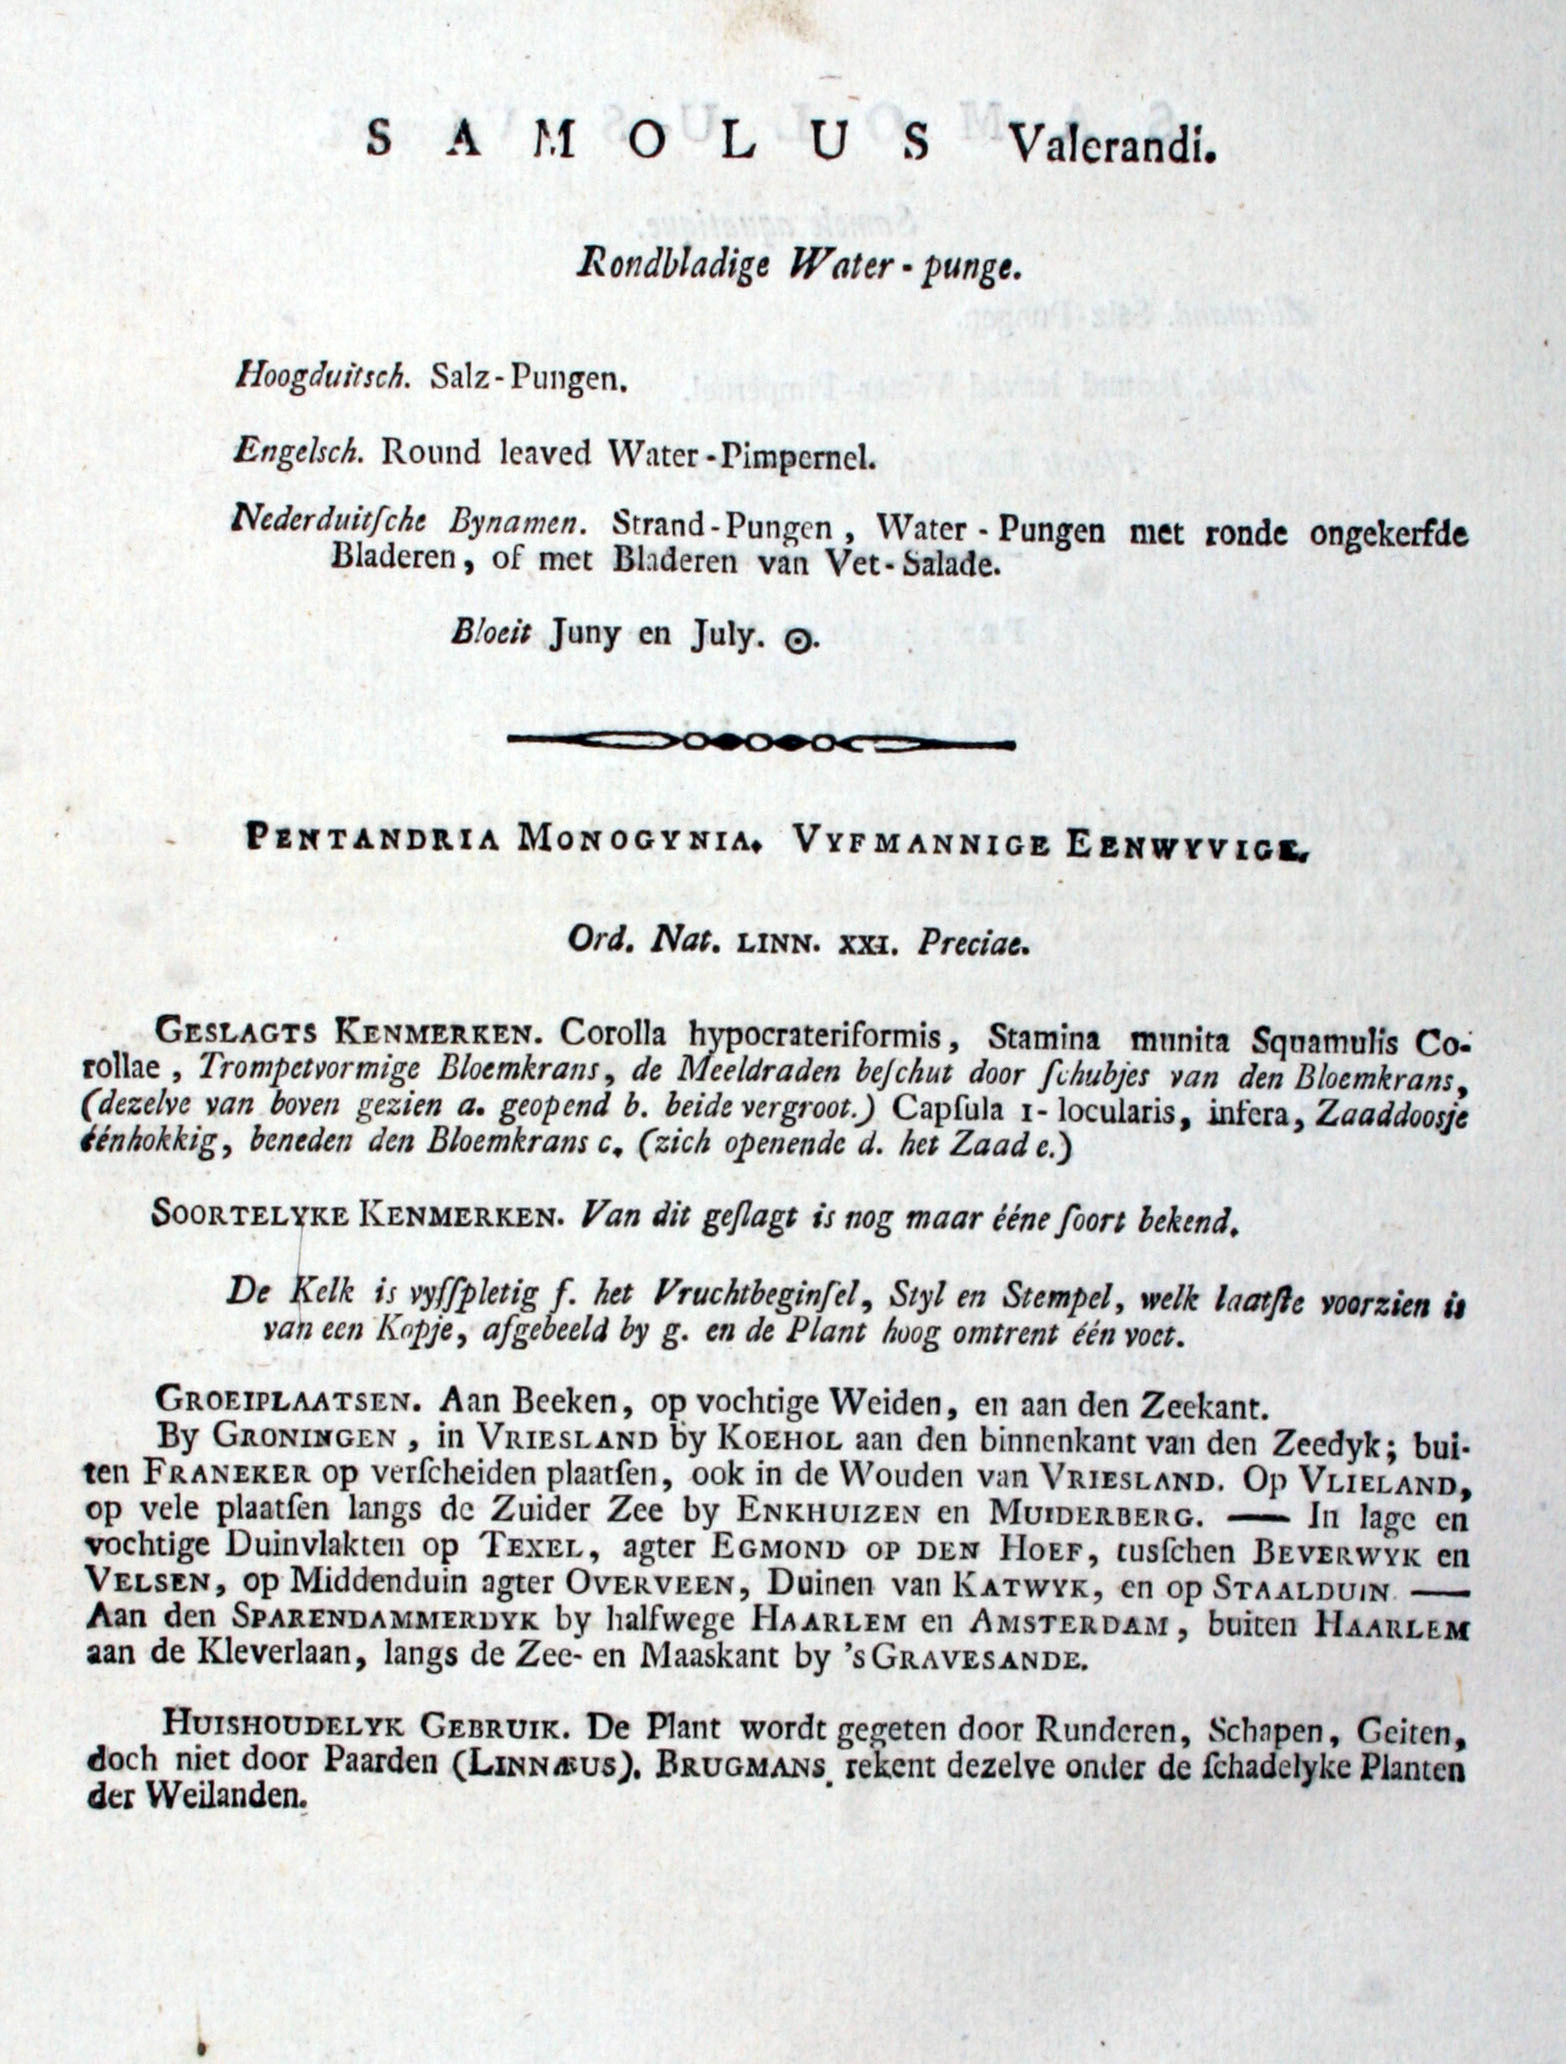 SAMOLUS Valerandi.
Rondbladige Water-punge.
Hoogduitsch. Salz-Pungen.
Engelsch. Round leaved Water-Pimpernel.
Nederduitſche Bynamen. Strand-Pungen, Water-Pungen met ronde ongekerfde
Bladeren, of met Bladeren van Vet-Salade.
Bloeit Juny en July. ☉.
PENTANDRIA MONOGYNIA. VYFMANNIGE EENWYVIGE.
Ord. Nat. LINN. XXI. Preciae.
GESLAGTS KENMERKEN. Corolla hypocrateriformis, Stamina munita Squamulis Co-
rollae, Trompetvormige Bloemkrans, de Meeldraden beſchut door ſchubjes van den Bloemkrans,
(dezelve van boven gezien a. geopend b. beide vergroot.) Capſula 1-locularis, infera, Zaaddoosje
éénhokkig, beneden den Bloemkrans c. (zich openende d. het Zaad e.)
SOORTELYKE KENMERKEN. Van dit geſlagt is nog maar ééne ſoort bekend.
De Kelk is vyfſpletig f. het Vruchtbeginſel, Styl en Stempel, welk laatſte voorzien is
van een Kopje, afgebeeld by g. en de Plant hoog omtrent één voet.
GROEIPLAATSEN. Aan Beeken, op vochtige Weiden, en aan den Zeekant.
By GRONINGEN, in VRIESLAND by KOEHOL aan den binnenkant van den Zeedyk; bui-
ten FRANEKER op verſcheiden plaatſen, ook in de Wouden van VRIESLAND. Op VLIELAND,
op vele plaatſen langs de Zuider Zee by ENKHUIZEN en MUIDERBERG. — In lage en
vochtige Duinvlakten op TEXEL, agter EGMOND OP DEN HOEF, tusſchen BEVERWYK en
VELSEN, op Middenduin agter OVERVEEN, Duinen van KATWYK, en op STAALDUIN. —
Aan den SPARENDAMMERDYK by halfwege HAARLEM en AMSTERDAM, buiten HAARLEM
aan de Kleverlaan, langs de Zee- en Maaskant by 's GRAVESANDE.
HUISHOUDELYK GEBRUIK. De Plant wordt gegeten door Runderen, Schapen, Geiten,
doch niet door Paarden (LINNÆUS). BRUGMANS rekent dezelve onder de ſchadelyke Planten
der Weilanden.